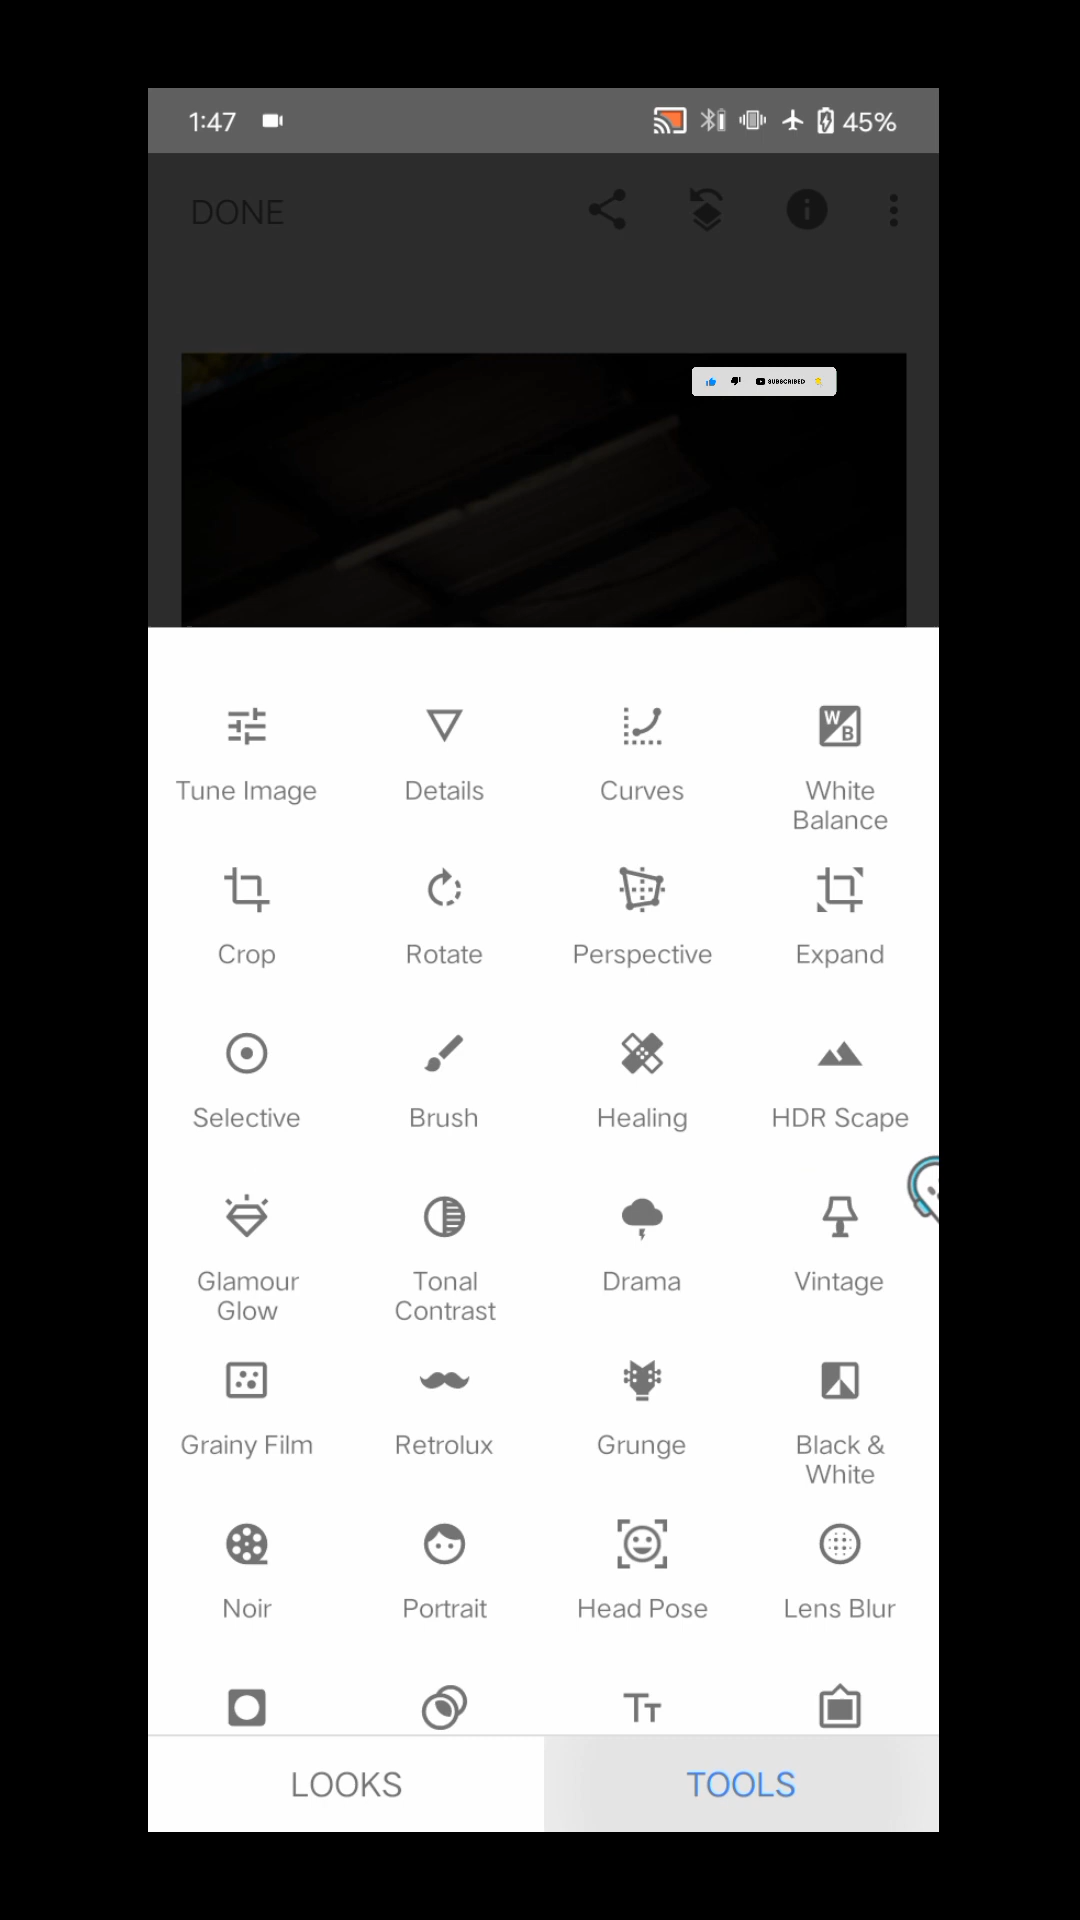 1:47 45%
DONE
SUBSCRIBED
Tune Image Details Curves White Balance
Crop Rotate Perspective Expand
Selective Brush Healing HDR Scape
Glamour Glow Tonal Contrast Drama Vintage
Grainy Film Retrolux Grunge Black & White
Noir Portrait Head Pose Lens Blur
LOOKS TOOLS